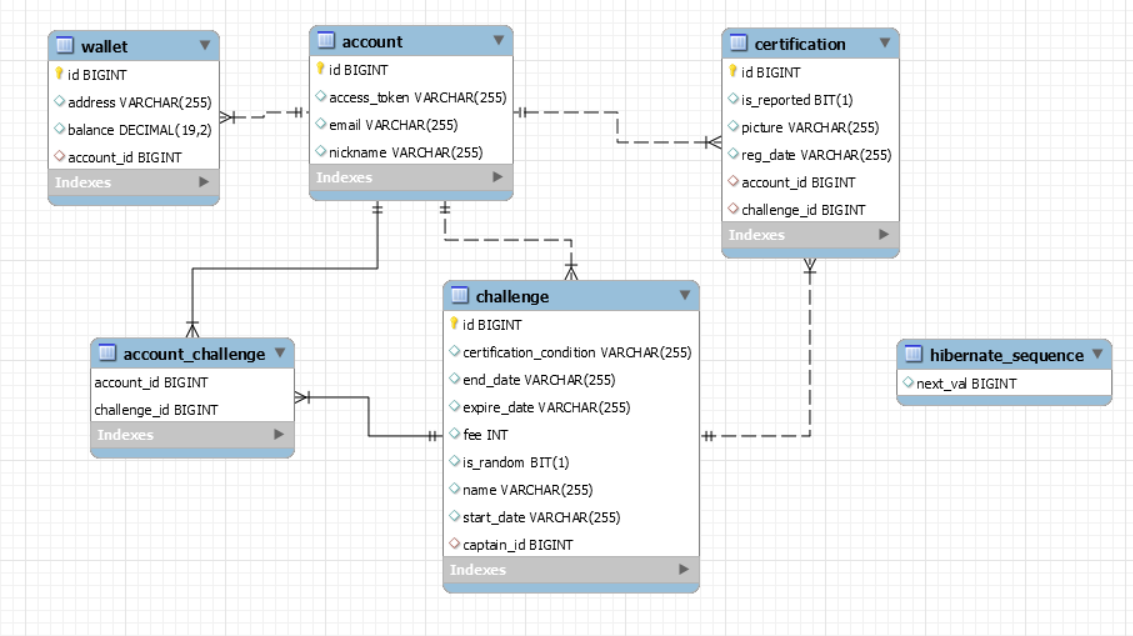 wallet
id BIGINT
address VARCHAR(255)
balance DECIMAL(19,2)
account_id BIGINT
Indexes
account
id BIGINT
access_token VARCHAR(255)
email VARCHAR(255)
nickname VARCHAR(255)
Indexes
certification
id BIGINT
is_reported BIT(1)
picture VARCHAR(255)
reg_date VARCHAR(255)
account_id BIGINT
challenge_id BIGINT
Indexes
account_challenge
account_id BIGINT
challenge_id BIGINT
Indexes
challenge
id BIGINT
certification_condition VARCHAR(255)
end_date VARCHAR(255)
expire_date VARCHAR(255)
fee INT
is_random BIT(1)
name VARCHAR(255)
start_date VARCHAR(255)
captain_id BIGINT
Indexes
hibernate_sequence
next_val BIGINT